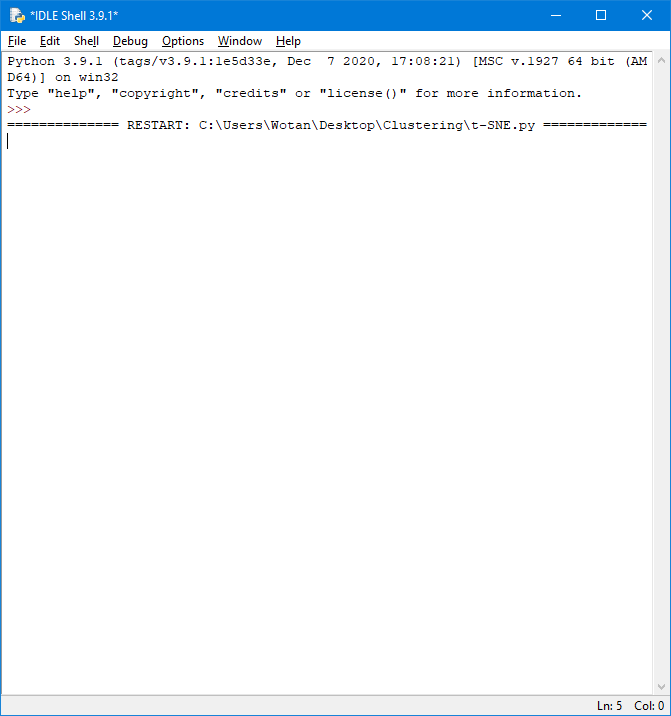 *IDLE Shell 3.9.1*
File Edit Shell Debug Options Window Help
Python 3.9.1 (tags/v3.9.1:1e5d33e, Dec  7 2020, 17:08:21) [MSC v.1927 64 bit (AM
D64)] on win32
Type "help", "copyright", "credits" or "license()" for more information.
>>>
============== RESTART: C:\Users\Wotan\Desktop\Clustering\t-SNE.py =============
Ln: 5 Col: 0